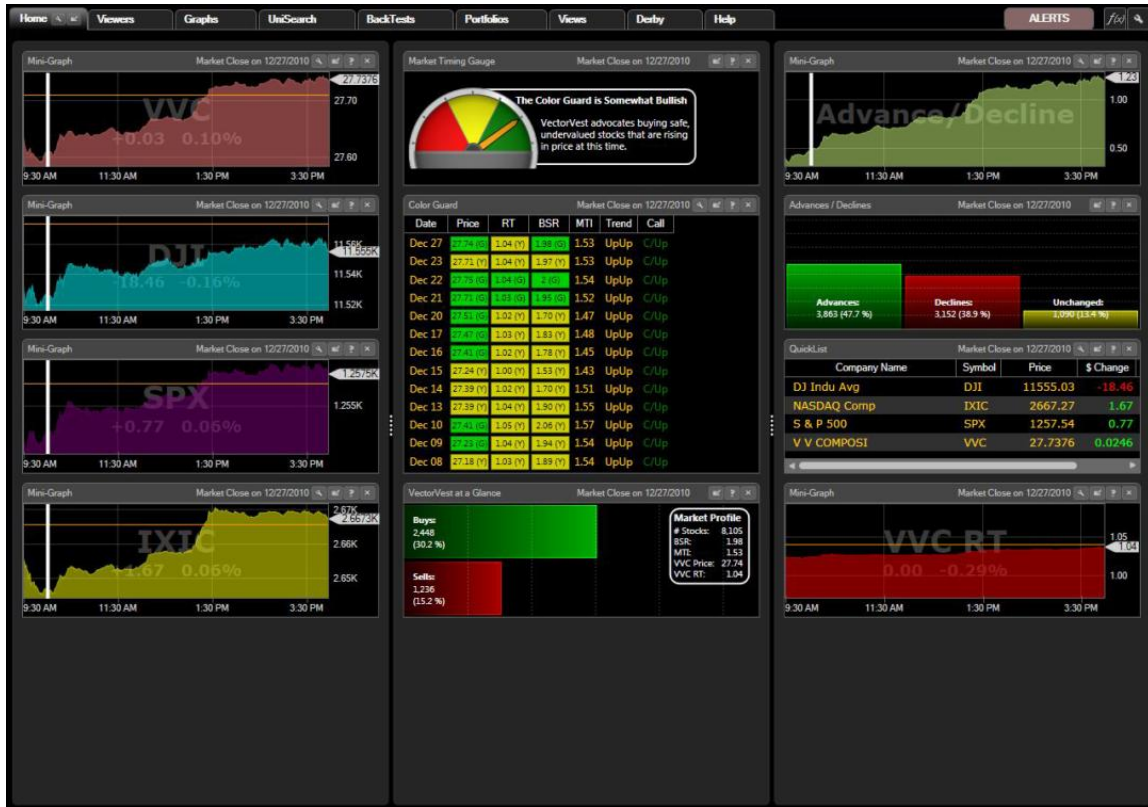 Home Viewers Graphs UniSearch BackTests Portfolios Views Derby Help ALERTS f(x)
Mini-Graph Market Close on 12/27/2010
VVC
+0.03 0.10%
27.7376
27.70
27.60
9:30 AM 11:30 AM 1:30 PM 3:30 PM
Mini-Graph Market Close on 12/27/2010
DJI
-18.46 -0.16%
11.56K
11.555K
11.54K
11.52K
9:30 AM 11:30 AM 1:30 PM 3:30 PM
Mini-Graph Market Close on 12/27/2010
SPX
+0.77 0.06%
1.2575K
1.255K
9:30 AM 11:30 AM 1:30 PM 3:30 PM
Mini-Graph Market Close on 12/27/2010
IXIC
1.67 0.06%
2.67K
2.6673K
2.66K
2.65K
9:30 AM 11:30 AM 1:30 PM 3:30 PM
Market Timing Gauge Market Close on 12/27/2010
The Color Guard is Somewhat Bullish
VectorVest advocates buying safe,
undervalued stocks that are rising
in price at this time.
Color Guard Market Close on 12/27/2010
Date Price RT BSR MTI Trend Call
Dec 27 27.74 (G) 1.04 (Y) 1.98 (G) 1.53 UpUp C/Up
Dec 23 27.71 (Y) 1.04 (Y) 1.97 (Y) 1.53 UpUp C/Up
Dec 22 27.75 (G) 1.04 (G) 2 (G) 1.54 UpUp C/Up
Dec 21 27.71 (G) 1.03 (G) 1.95 (G) 1.52 UpUp C/Up
Dec 20 27.51 (G) 1.02 (Y) 1.70 (Y) 1.47 UpUp C/Up
Dec 17 27.47 (G) 1.03 (Y) 1.83 (Y) 1.48 UpUp C/Up
Dec 16 27.41 (G) 1.02 (Y) 1.78 (Y) 1.45 UpUp C/Up
Dec 15 27.24 (Y) 1.00 (Y) 1.53 (Y) 1.43 UpUp C/Up
Dec 14 27.39 (Y) 1.02 (Y) 1.70 (Y) 1.51 UpUp C/Up
Dec 13 27.39 (Y) 1.04 (Y) 1.90 (Y) 1.55 UpUp C/Up
Dec 10 27.41 (G) 1.05 (Y) 2.06 (Y) 1.57 UpUp C/Up
Dec 09 27.23 (G) 1.04 (Y) 1.94 (Y) 1.54 UpUp C/Up
Dec 08 27.18 (Y) 1.03 (Y) 1.89 (Y) 1.54 UpUp C/Up
VectorVest at a Glance Market Close on 12/27/2010
Buys:
2,448
(30.2 %)
Sells:
1,236
(15.2 %)
Market Profile
# Stocks: 8,105
BSR: 1.98
MTI: 1.53
VVC Price: 27.74
VVC RT: 1.04
Mini-Graph Market Close on 12/27/2010
Advance/Decline
1.23
1.00
0.50
9:30 AM 11:30 AM 1:30 PM 3:30 PM
Advances / Declines Market Close on 12/27/2010
Advances: Declines: Unchanged:
3,863 (47.7 %) 3,152 (38.9 %) 1,090 (13.4 %)
QuickList Market Close on 12/27/2010
Company Name Symbol Price $ Change
DJ Indu Avg DJI 11555.03 -18.46
NASDAQ Comp IXIC 2667.27 1.67
S & P 500 SPX 1257.54 0.77
V V COMPOSI VVC 27.7376 0.0246
Mini-Graph Market Close on 12/27/2010
VVC RT
0.00 -0.29%
1.05
1.04
1.00
9:30 AM 11:30 AM 1:30 PM 3:30 PM